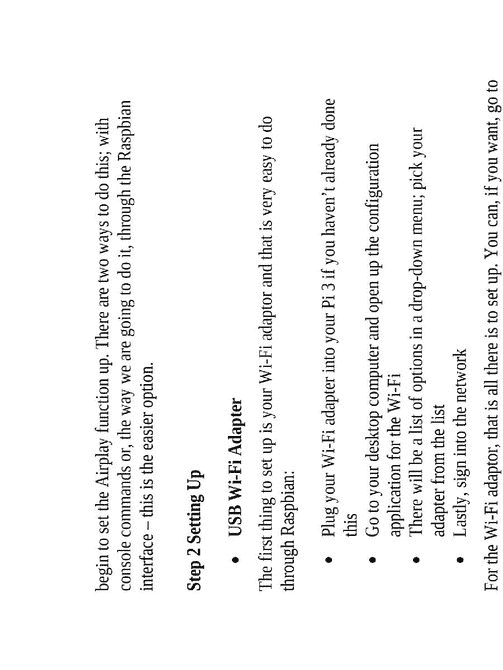 begin to set the Airplay function up. There are two ways to do this; with
console commands or, the way we are going to do it, through the Raspbian
interface – this is the easier option.
Step 2 Setting Up
• USB Wi-Fi Adapter
The first thing to set up is your Wi-Fi adaptor and that is very easy to do
through Raspbian:
• Plug your Wi-Fi adapter into your Pi 3 if you haven't already done
this
• Go to your desktop computer and open up the configuration
application for the Wi-Fi
• There will be a list of options in a drop-down menu; pick your
adapter from the list
• Lastly, sign into the network
For the Wi-Fi adaptor, that is all there is to set up. You can, if you want, go to